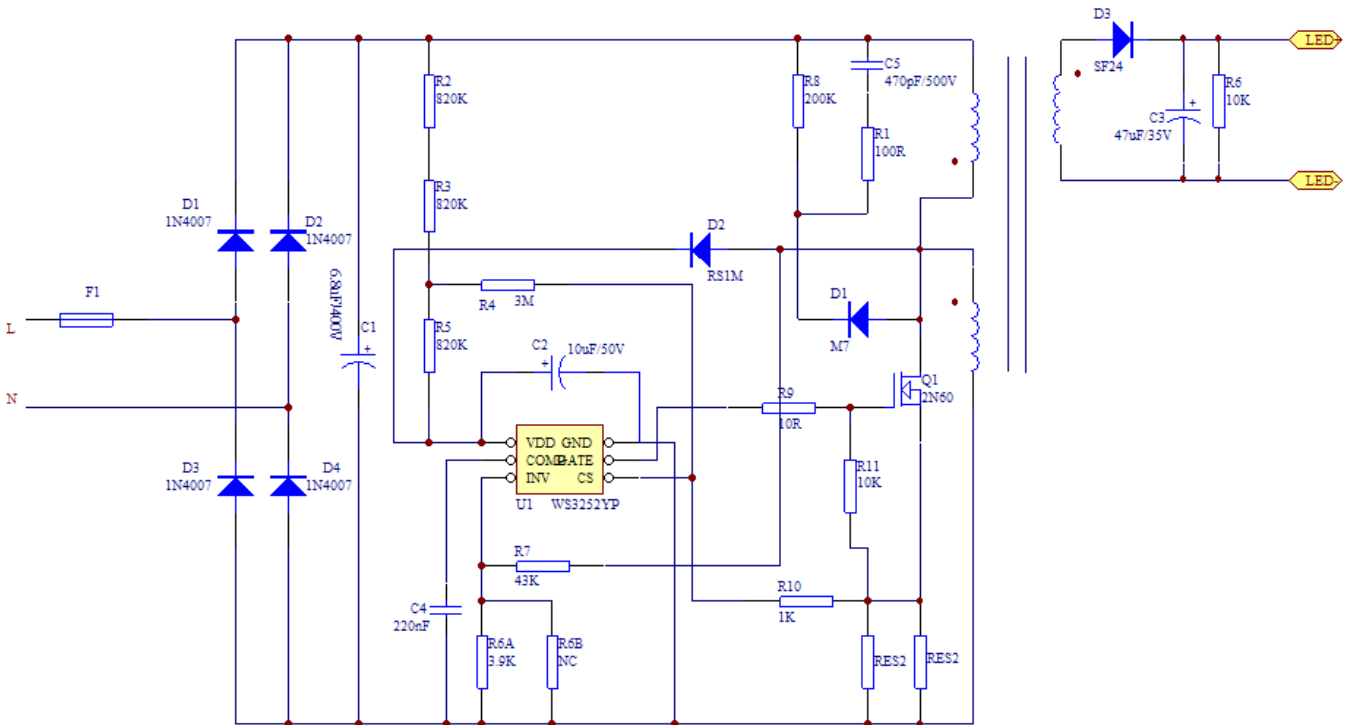 D3
SF24
LED+
C5
470pF/500V
R2
820K
R8
200K
R6
10K
C3
+
47uF/35V
R1
100R
LED-
R3
820K
D1
1N4007
D2
1N4007
D2
RS1M
6.8uF/400V
C1
+
F1
L
R4
3M
D1
M7
R5
820K
C2
+
10uF/50V
N
Q1
2N60
R9
10R
VDD GND
COMP GATE
INV CS
U1 WS3252YP
D3
1N4007
D4
1N4007
R11
10K
R7
43K
R10
1K
C4
220nF
R6A
3.9K
R6B
NC
RES2
RES2